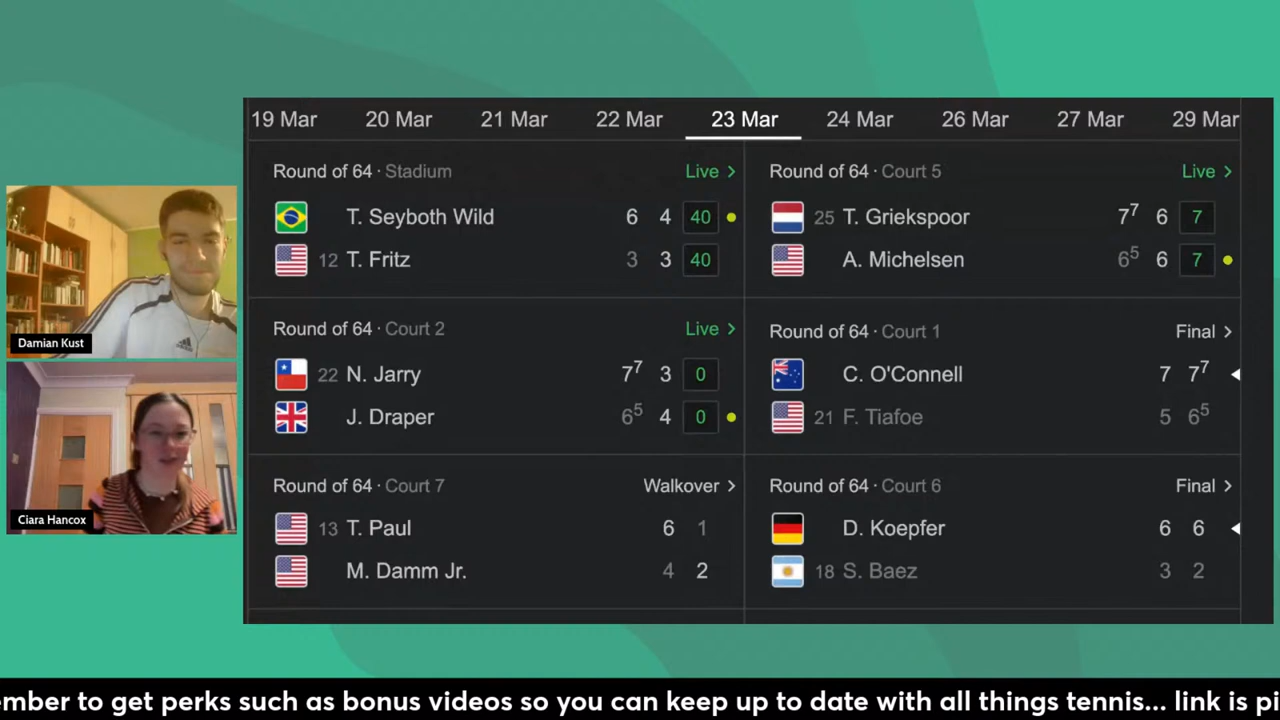 19 Mar 20 Mar 21 Mar 22 Mar 23 Mar 24 Mar 26 Mar 27 Mar 29 Mar
Round of 64 · Stadium Live >
T. Seyboth Wild 6 4 40
12 T. Fritz 3 3 40
Round of 64 · Court 5 Live >
25 T. Griekspoor 7⁷ 6 7
A. Michelsen 6⁵ 6 7
Round of 64 · Court 2 Live >
22 N. Jarry 7⁷ 3 0
J. Draper 6⁵ 4 0
Round of 64 · Court 1 Final >
C. O'Connell 7 7⁷
21 F. Tiafoe 5 6⁵
Round of 64 · Court 7 Walkover >
13 T. Paul 6 1
M. Damm Jr. 4 2
Round of 64 · Court 6 Final >
D. Koepfer 6 6
18 S. Baez 3 2
Damian Kust
Ciara Hancox
mber to get perks such as bonus videos so you can keep up to date with all things tennis... link is pi